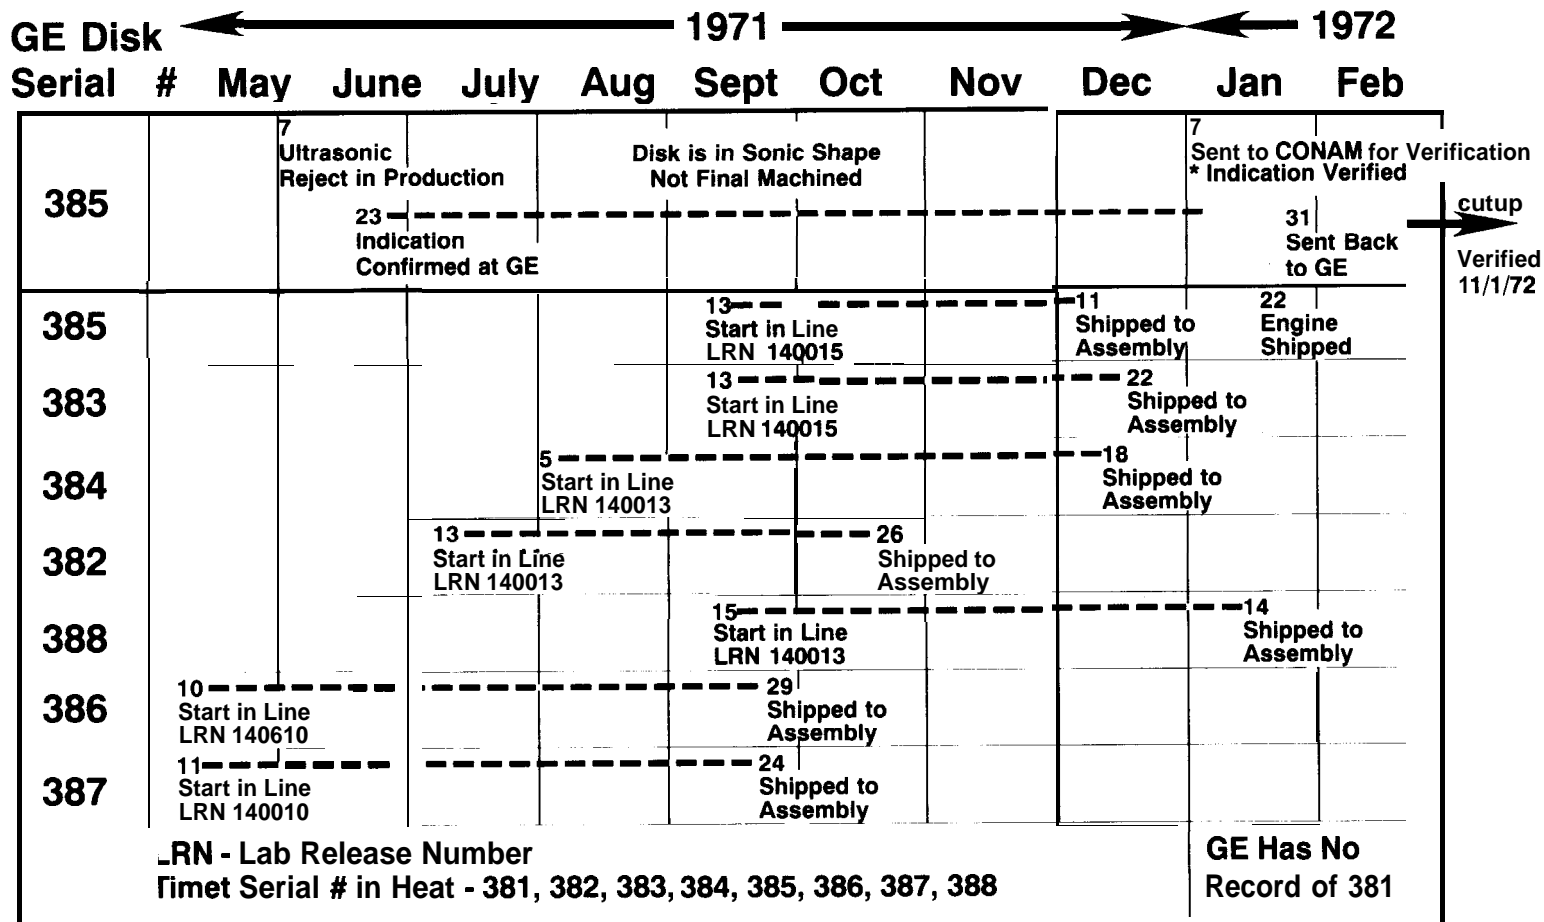 1971 1972
GE Disk
Serial # May June July Aug Sept Oct Nov Dec Jan Feb
385
7
Ultrasonic
Reject in Production
23
Indication
Confirmed at GE
Disk is in Sonic Shape
Not Final Machined
7
Sent to CONAM for Verification
* Indication Verified
31
Sent Back
to GE
cutup
Verified
11/1/72
385
13
Start in Line
LRN 140015
11
Shipped to
Assembly
22
Engine
Shipped
383
13
Start in Line
LRN 140015
22
Shipped to
Assembly
384
5
Start in Line
LRN 140013
18
Shipped to
Assembly
382
13
Start in Line
LRN 140013
26
Shipped to
Assembly
388
15
Start in Line
LRN 140013
14
Shipped to
Assembly
386
10
Start in Line
LRN 140610
29
Shipped to
Assembly
387
11
Start in Line
LRN 140010
24
Shipped to
Assembly
LRN - Lab Release Number
Timet Serial # in Heat - 381, 382, 383, 384, 385, 386, 387, 388
GE Has No
Record of 381